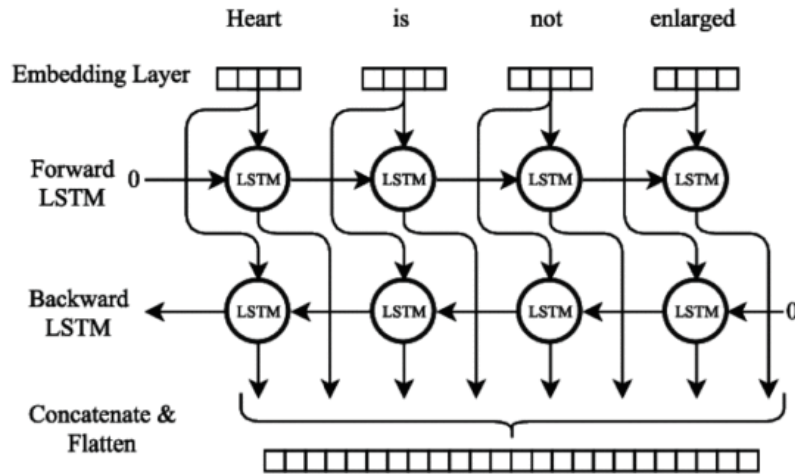 Heart is not enlarged
Embedding Layer
Forward
LSTM
0
LSTM LSTM LSTM LSTM
Backward
LSTM
LSTM LSTM LSTM LSTM
0
Concatenate &
Flatten